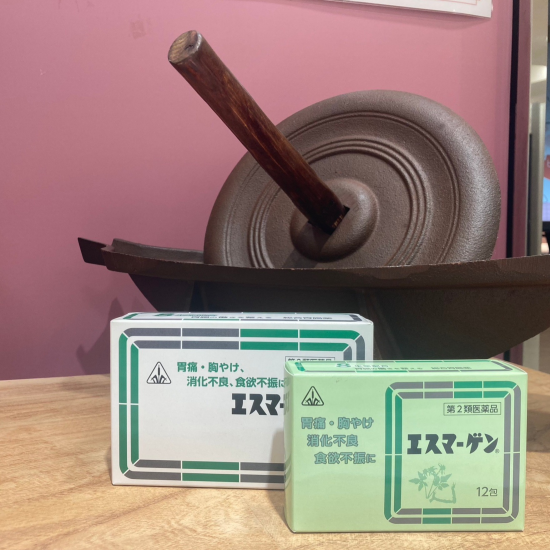 胃痛・胸やけ、
消化不良、食欲不振に
エスマー
胃痛・胸やけ
消化不良
食欲不振に
第2類医薬品
エスマーゲン®
12包